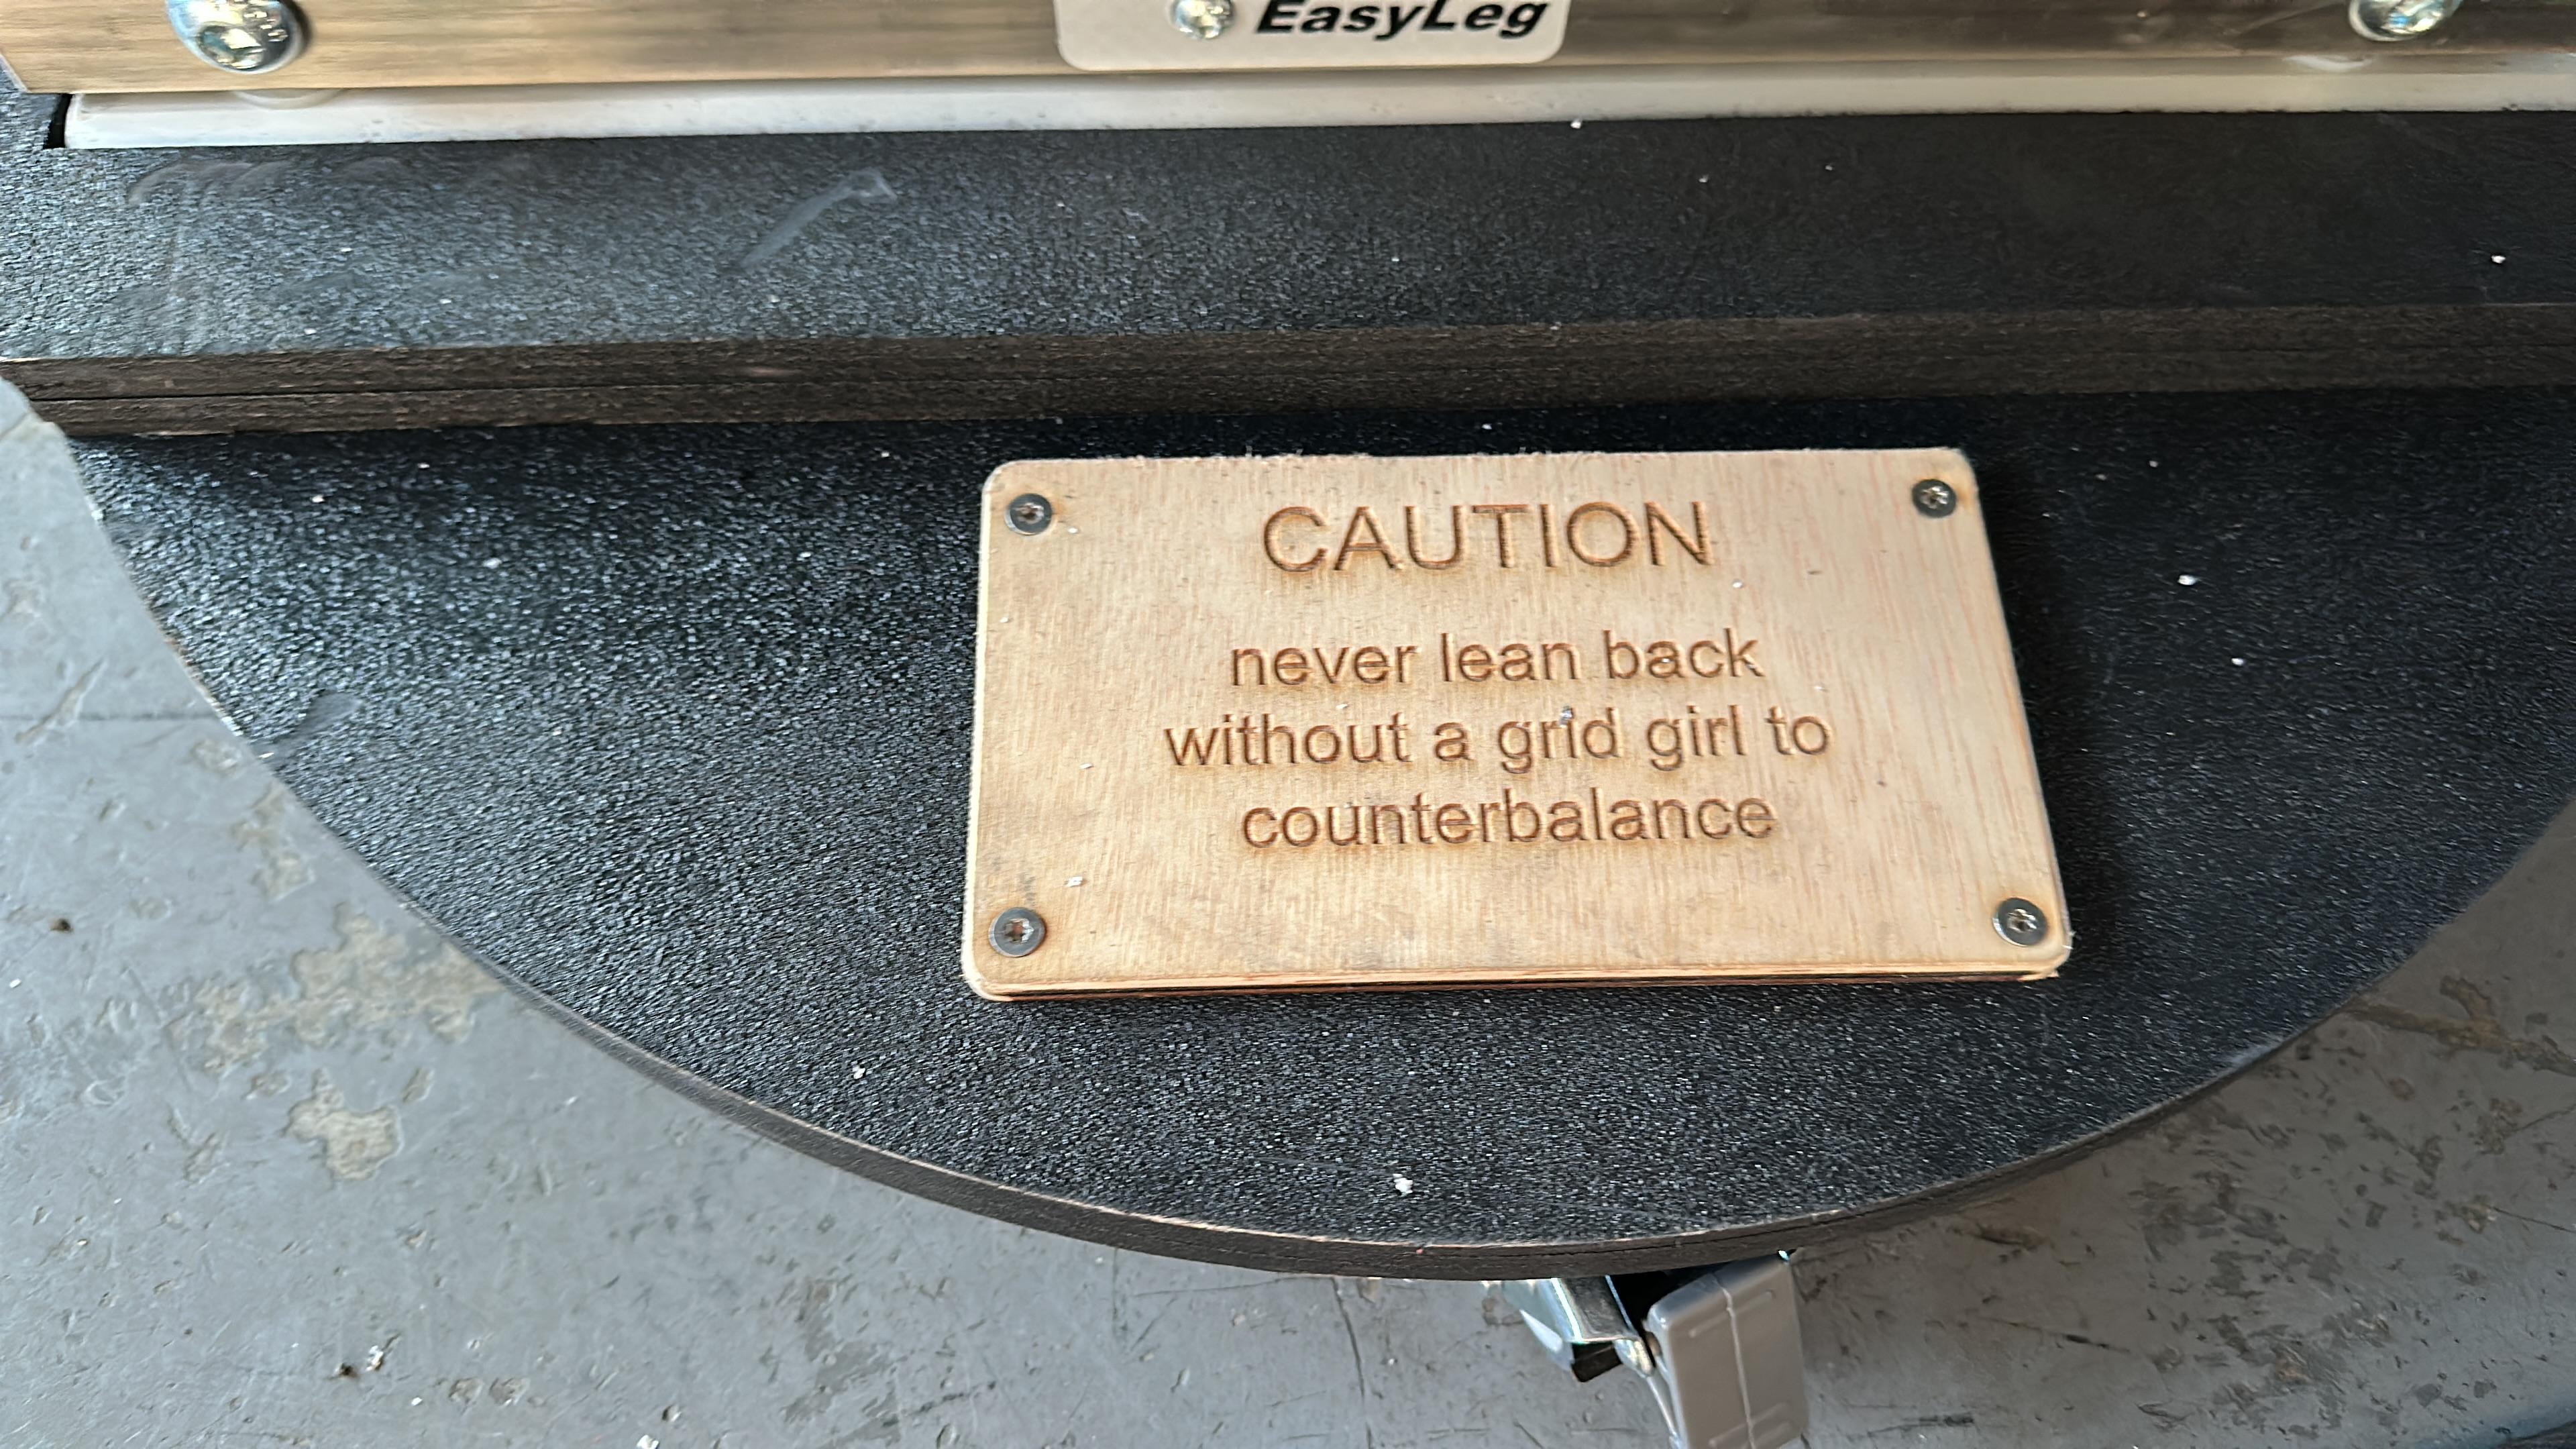 EasyLeg
CAUTION
never lean back
without a grid girl to
counterbalance